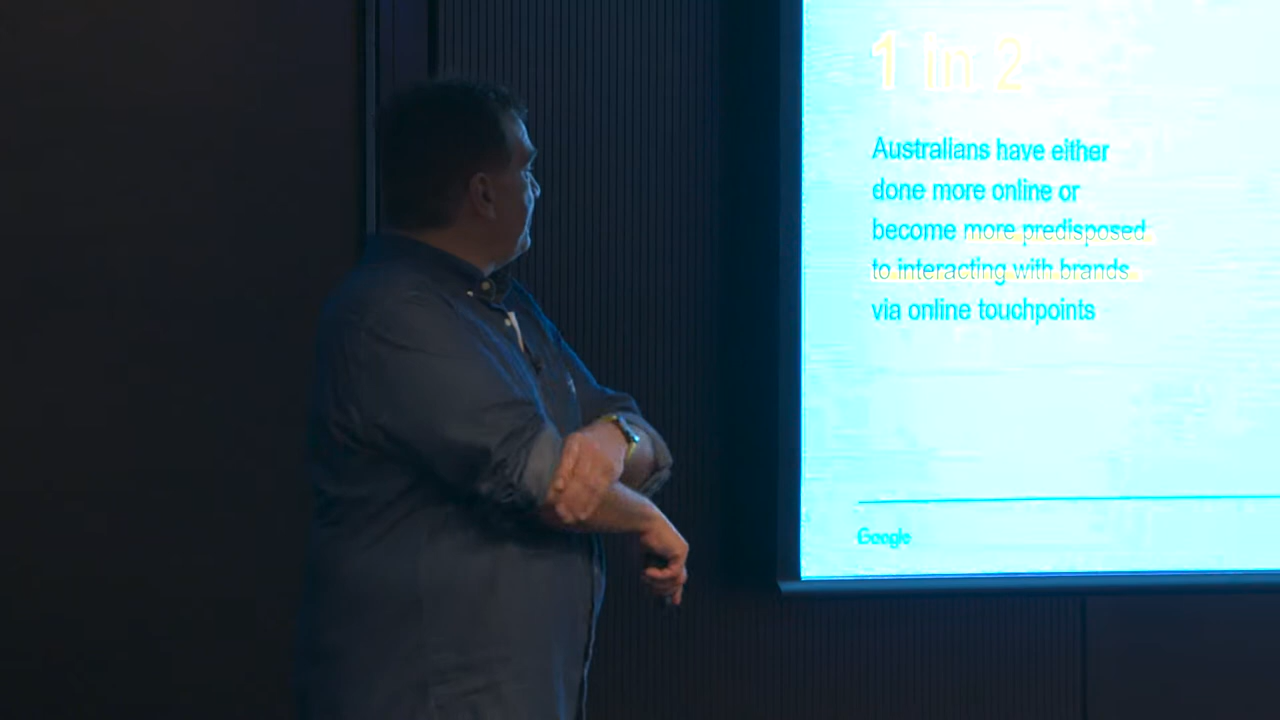 1 in 2
Australians have either
done more online or
become more predisposed
to interacting with brands
via online touchpoints
Google